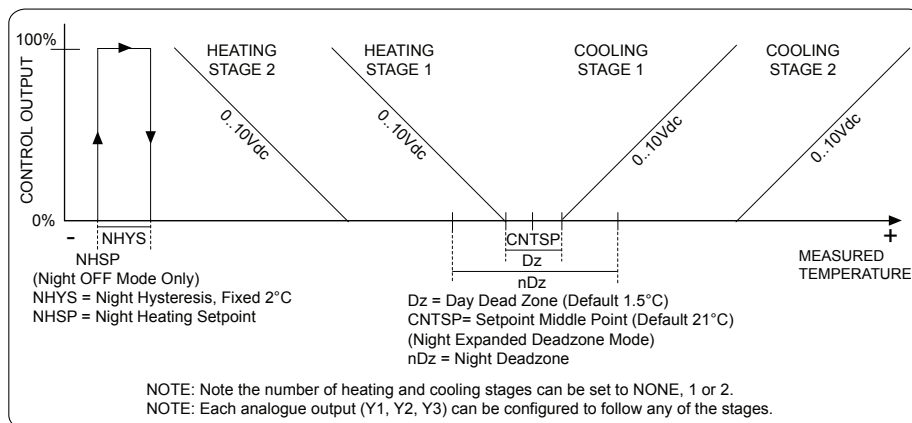 100%
CONTROL OUTPUT
0%
HEATING
STAGE 2
HEATING
STAGE 1
COOLING
STAGE 1
COOLING
STAGE 2
0..10Vdc
0..10Vdc
0..10Vdc
0..10Vdc
-
+
NHYS
CNTSP
Dz
nDz
MEASURED
TEMPERATURE
NHSP
(Night OFF Mode Only)
NHYS = Night Hysteresis, Fixed 2°C
NHSP = Night Heating Setpoint
Dz = Day Dead Zone (Default 1.5°C)
CNTSP= Setpoint Middle Point (Default 21°C)
(Night Expanded Deadzone Mode)
nDz = Night Deadzone
NOTE: Note the number of heating and cooling stages can be set to NONE, 1 or 2.
NOTE: Each analogue output (Y1, Y2, Y3) can be configured to follow any of the stages.